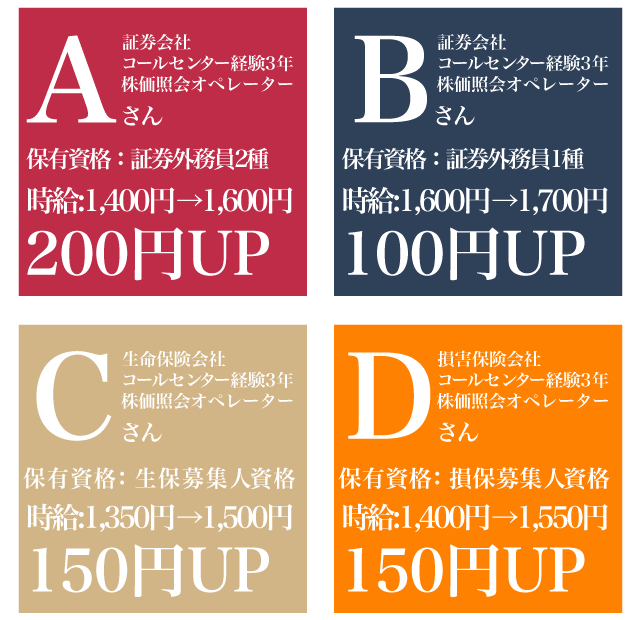 A
証券会社
コールセンター経験3年
株価照会オペレーター
さん
保有資格：証券外務員2種
時給:1,400円→1,600円
200円UP
B
証券会社
コールセンター経験3年
株価照会オペレーター
さん
保有資格：証券外務員1種
時給:1,600円→1,700円
100円UP
C
生命保険会社
コールセンター経験3年
株価照会オペレーター
さん
保有資格：生保募集人資格
時給:1,350円→1,500円
150円UP
D
損害保険会社
コールセンター経験3年
株価照会オペレーター
さん
保有資格：損保募集人資格
時給:1,400円→1,550円
150円UP